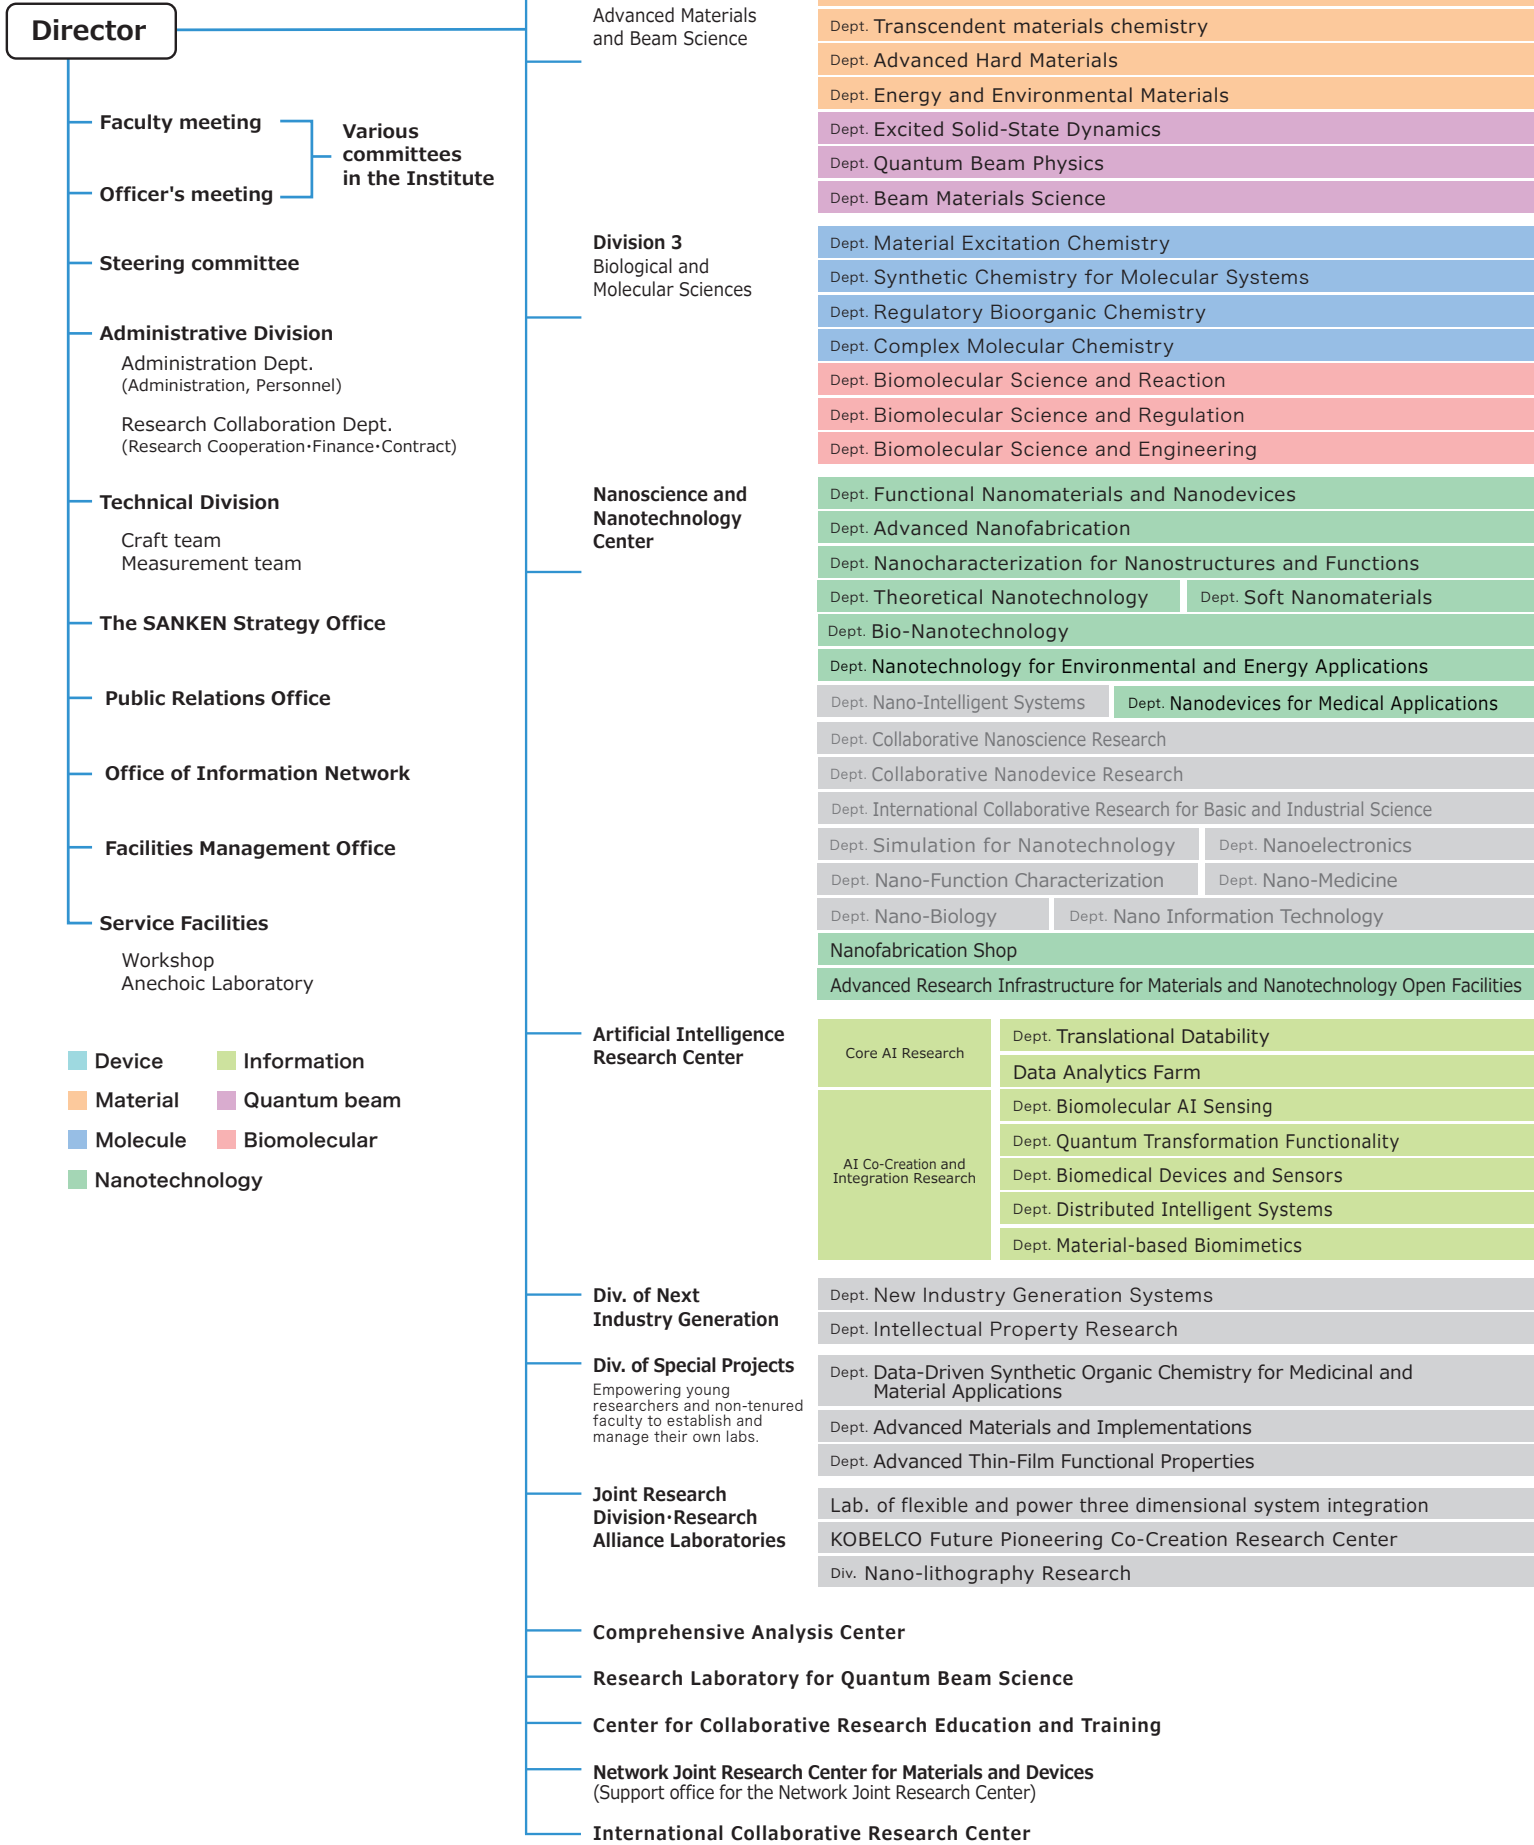 Director
Faculty meeting
Officer's meeting
Various
committees
in the Institute
Steering committee
Administrative Division
Administration Dept.
(Administration, Personnel)
Research Collaboration Dept.
(Research Cooperation･Finance･Contract)
Technical Division
Craft team
Measurement team
The SANKEN Strategy Office
Public Relations Office
Office of Information Network
Facilities Management Office
Service Facilities
Workshop
Anechoic Laboratory
Device
Information
Material
Quantum beam
Molecule
Biomolecular
Nanotechnology
Advanced Materials
and Beam Science
Dept. Transcendent materials chemistry
Dept. Advanced Hard Materials
Dept. Energy and Environmental Materials
Dept. Excited Solid-State Dynamics
Dept. Quantum Beam Physics
Dept. Beam Materials Science
Division 3
Biological and
Molecular Sciences
Dept. Material Excitation Chemistry
Dept. Synthetic Chemistry for Molecular Systems
Dept. Regulatory Bioorganic Chemistry
Dept. Complex Molecular Chemistry
Dept. Biomolecular Science and Reaction
Dept. Biomolecular Science and Regulation
Dept. Biomolecular Science and Engineering
Nanoscience and
Nanotechnology
Center
Dept. Functional Nanomaterials and Nanodevices
Dept. Advanced Nanofabrication
Dept. Nanocharacterization for Nanostructures and Functions
Dept. Theoretical Nanotechnology
Dept. Soft Nanomaterials
Dept. Bio-Nanotechnology
Dept. Nanotechnology for Environmental and Energy Applications
Dept. Nano-Intelligent Systems
Dept. Nanodevices for Medical Applications
Dept. Collaborative Nanoscience Research
Dept. Collaborative Nanodevice Research
Dept. International Collaborative Research for Basic and Industrial Science
Dept. Simulation for Nanotechnology
Dept. Nanoelectronics
Dept. Nano-Function Characterization
Dept. Nano-Medicine
Dept. Nano-Biology
Dept. Nano Information Technology
Nanofabrication Shop
Advanced Research Infrastructure for Materials and Nanotechnology Open Facilities
Artificial Intelligence
Research Center
Core AI Research
Dept. Translational Datability
Data Analytics Farm
AI Co-Creation and
Integration Research
Dept. Biomolecular AI Sensing
Dept. Quantum Transformation Functionality
Dept. Biomedical Devices and Sensors
Dept. Distributed Intelligent Systems
Dept. Material-based Biomimetics
Div. of Next
Industry Generation
Dept. New Industry Generation Systems
Dept. Intellectual Property Research
Div. of Special Projects
Empowering young
researchers and non-tenured
faculty to establish and
manage their own labs.
Dept. Data-Driven Synthetic Organic Chemistry for Medicinal and
Material Applications
Dept. Advanced Materials and Implementations
Dept. Advanced Thin-Film Functional Properties
Joint Research
Division･Research
Alliance Laboratories
Lab. of flexible and power three dimensional system integration
KOBELCO Future Pioneering Co-Creation Research Center
Div. Nano-lithography Research
Comprehensive Analysis Center
Research Laboratory for Quantum Beam Science
Center for Collaborative Research Education and Training
Network Joint Research Center for Materials and Devices
(Support office for the Network Joint Research Center)
International Collaborative Research Center